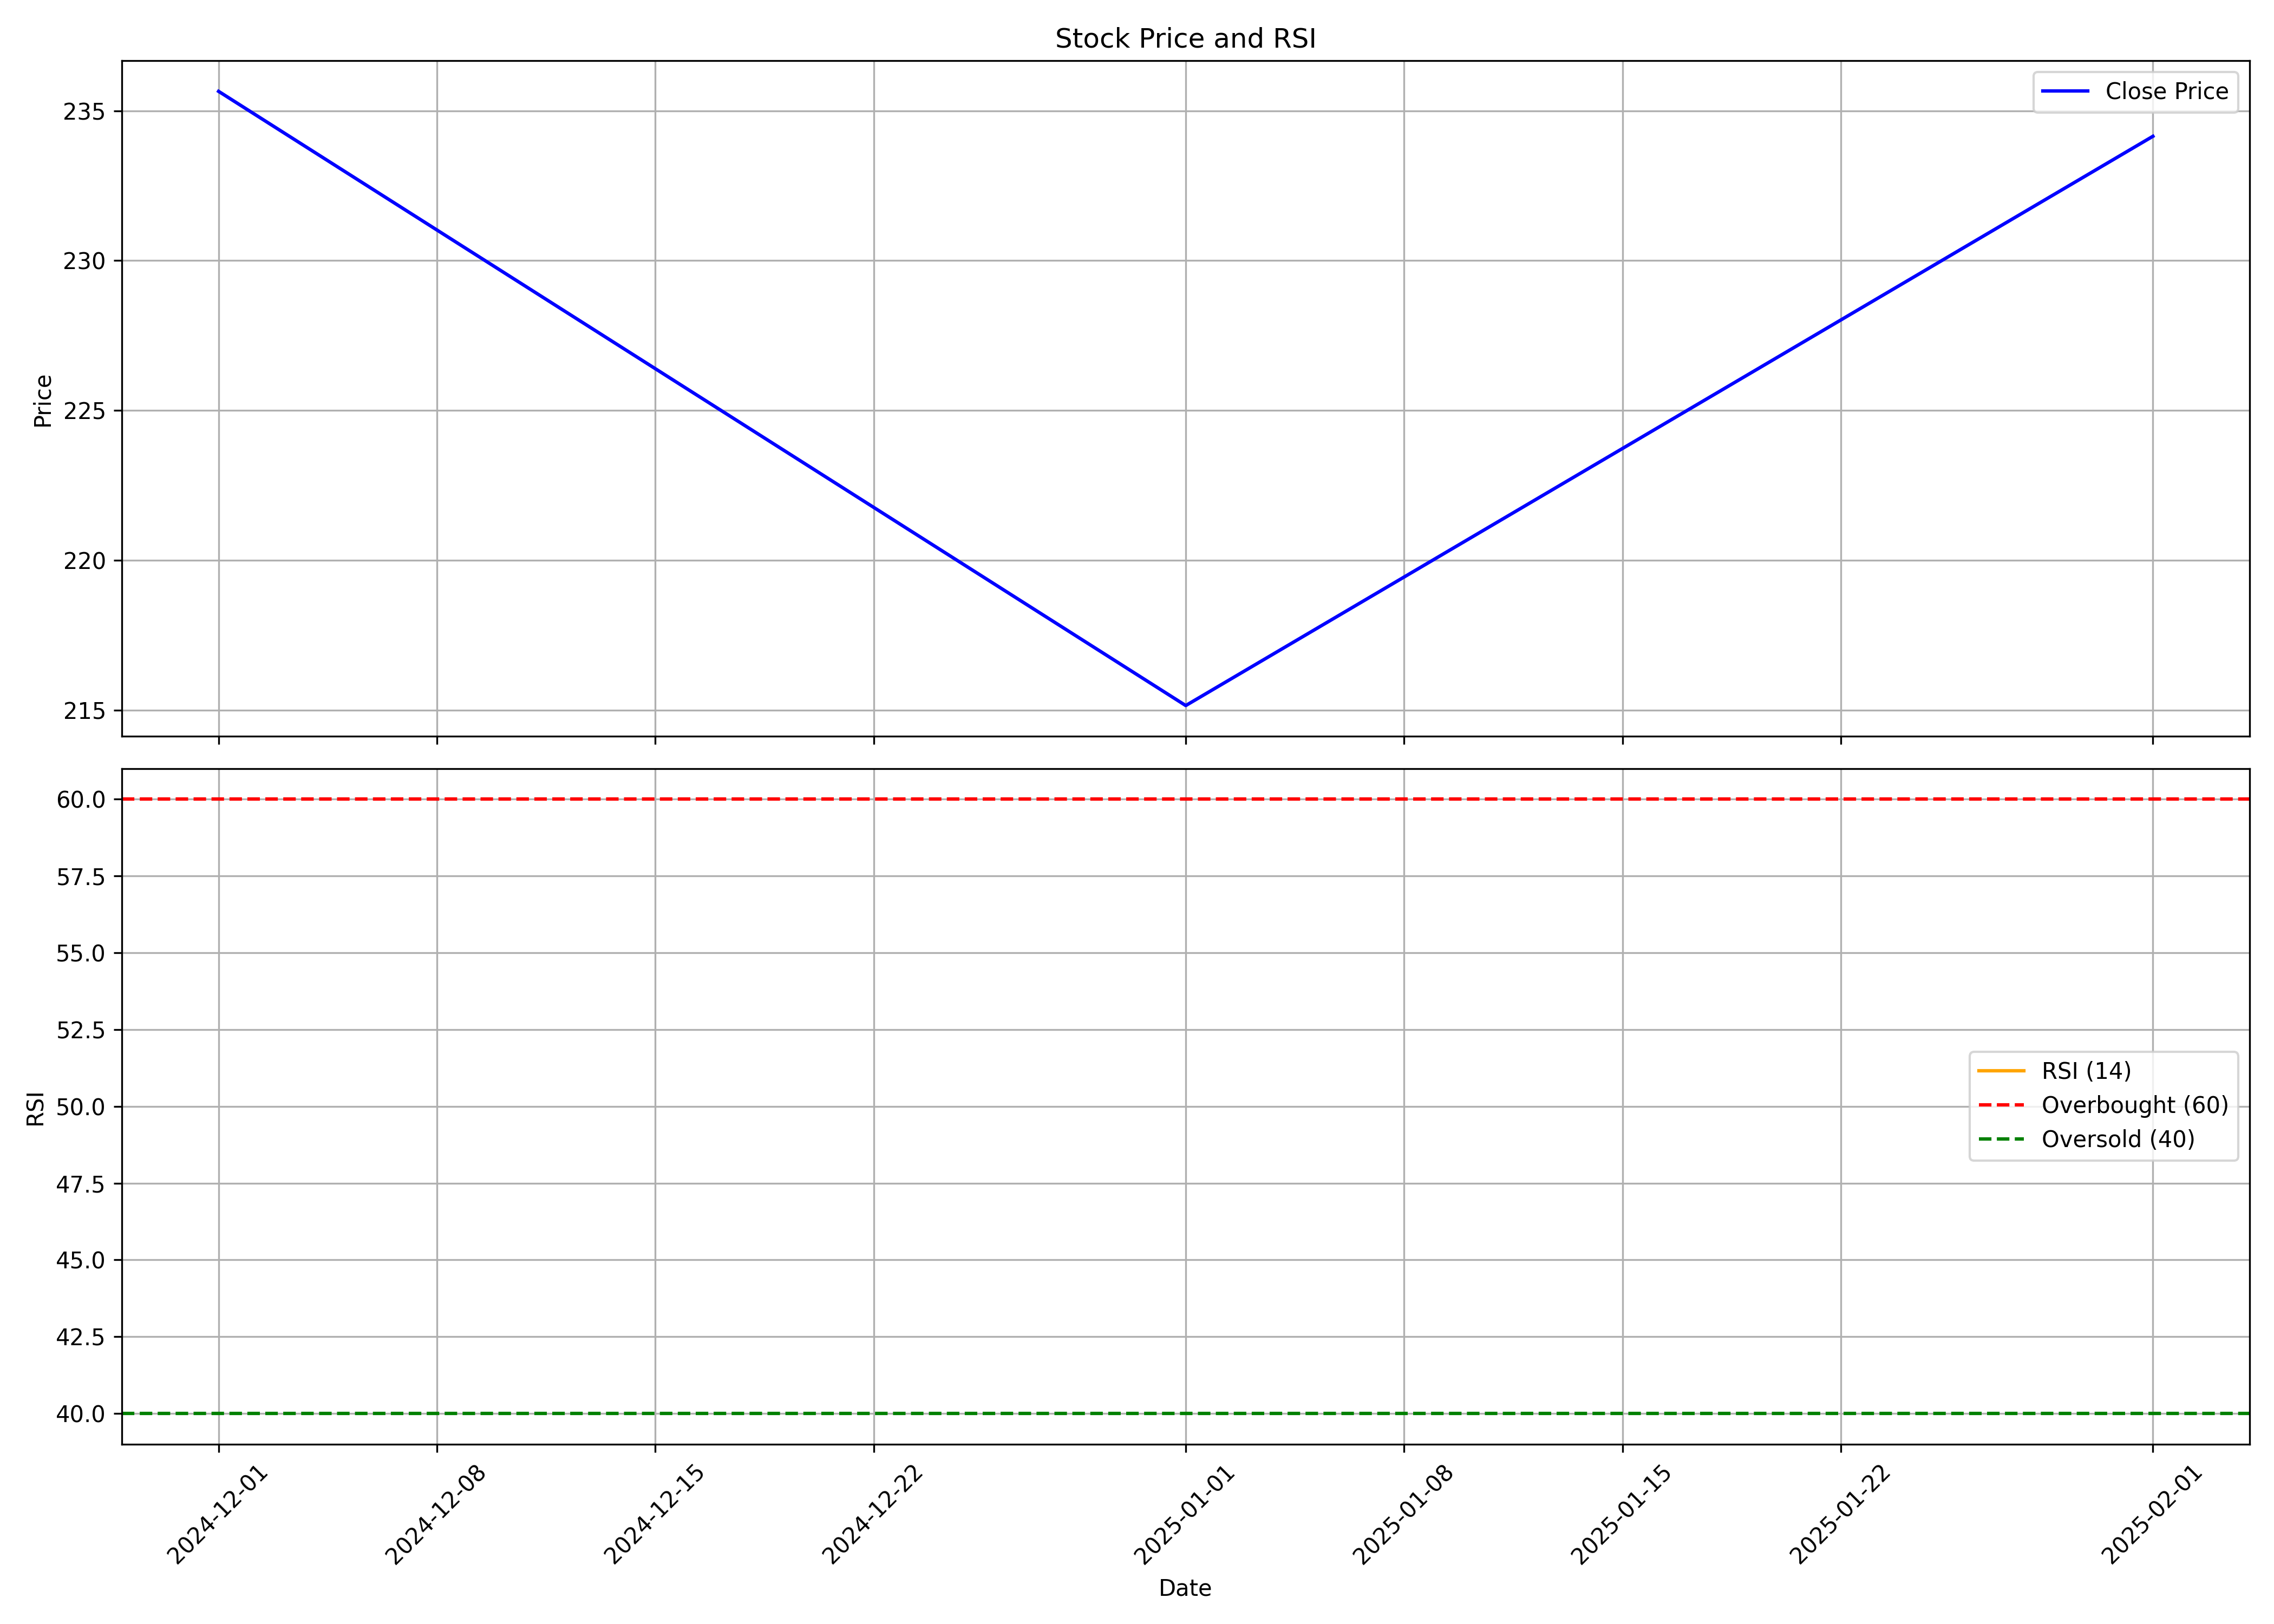 Stock Price and RSI
Close Price
235
230
225
220
215
Price
60.0
57.5
55.0
52.5
50.0
47.5
45.0
42.5
40.0
RSI
RSI (14)
Overbought (60)
Oversold (40)
2024-12-01
2024-12-08
2024-12-15
2024-12-22
2025-01-01
2025-01-08
2025-01-15
2025-01-22
2025-02-01
Date